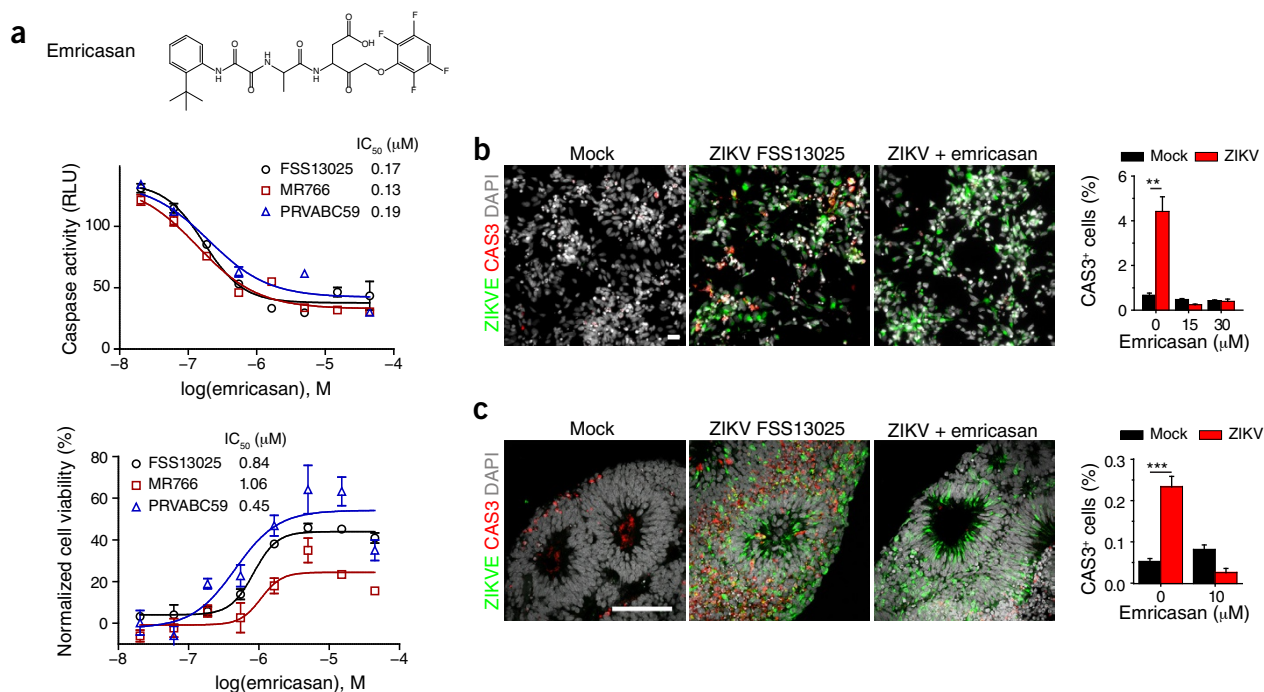 a
Emricasan
O
OH
F
F
O
H
N
O
O
N
H
O
N
H
O
O
F
F
IC50 (μM)
FSS13025 0.17
MR766 0.13
PRVABC59 0.19
Caspase activity (RLU)
100
50
0
−8 −7 −6 −5 −4
log(emricasan), M
IC50 (μM)
FSS13025 0.84
MR766 1.06
PRVABC59 0.45
Normalized cell viability (%)
80
60
40
20
0
−8 −7 −6 −5 −4
log(emricasan), M
b
Mock ZIKV FSS13025 ZIKV + emricasan
ZIKVE CAS3 DAPI
Mock ZIKV
CAS3+ cells (%)
6
4
2
0
**
0 15 30
Emricasan (μM)
c
Mock ZIKV FSS13025 ZIKV + emricasan
ZIKVE CAS3 DAPI
Mock ZIKV
CAS3+ cells (%)
0.3
0.2
0.1
0.0
***
0 10
Emricasan (μM)